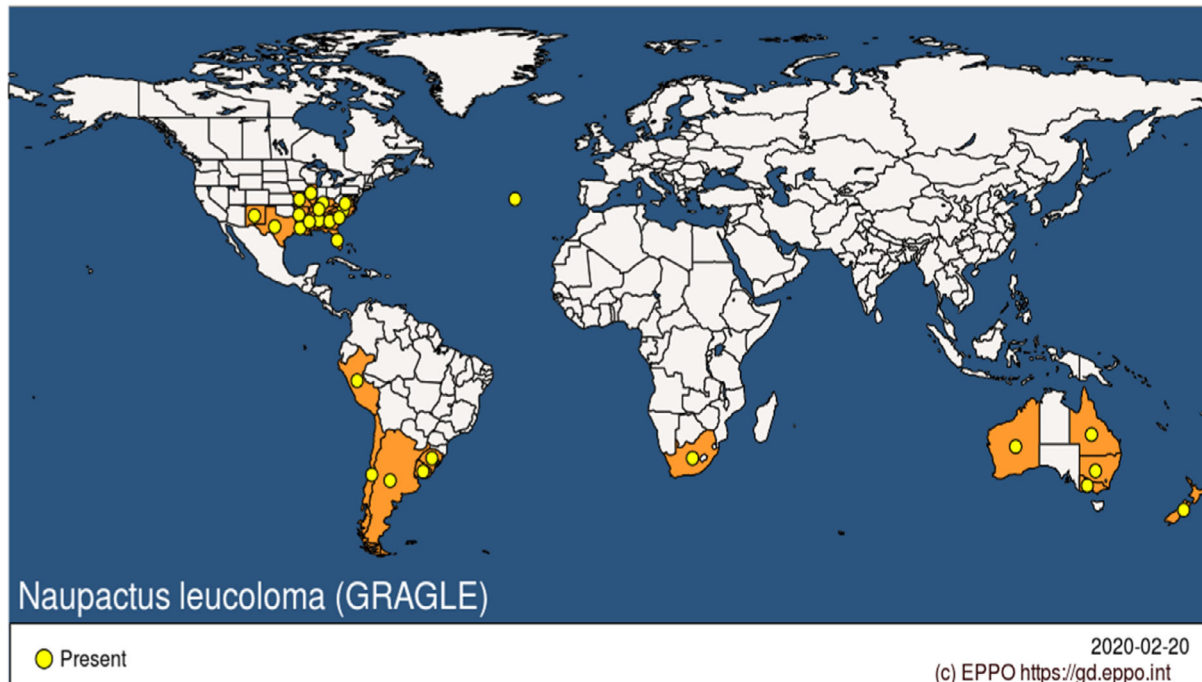 Naupactus leucoloma (GRAGLE)
Present
2020-02-20
(c) EPPO https://gd.eppo.int